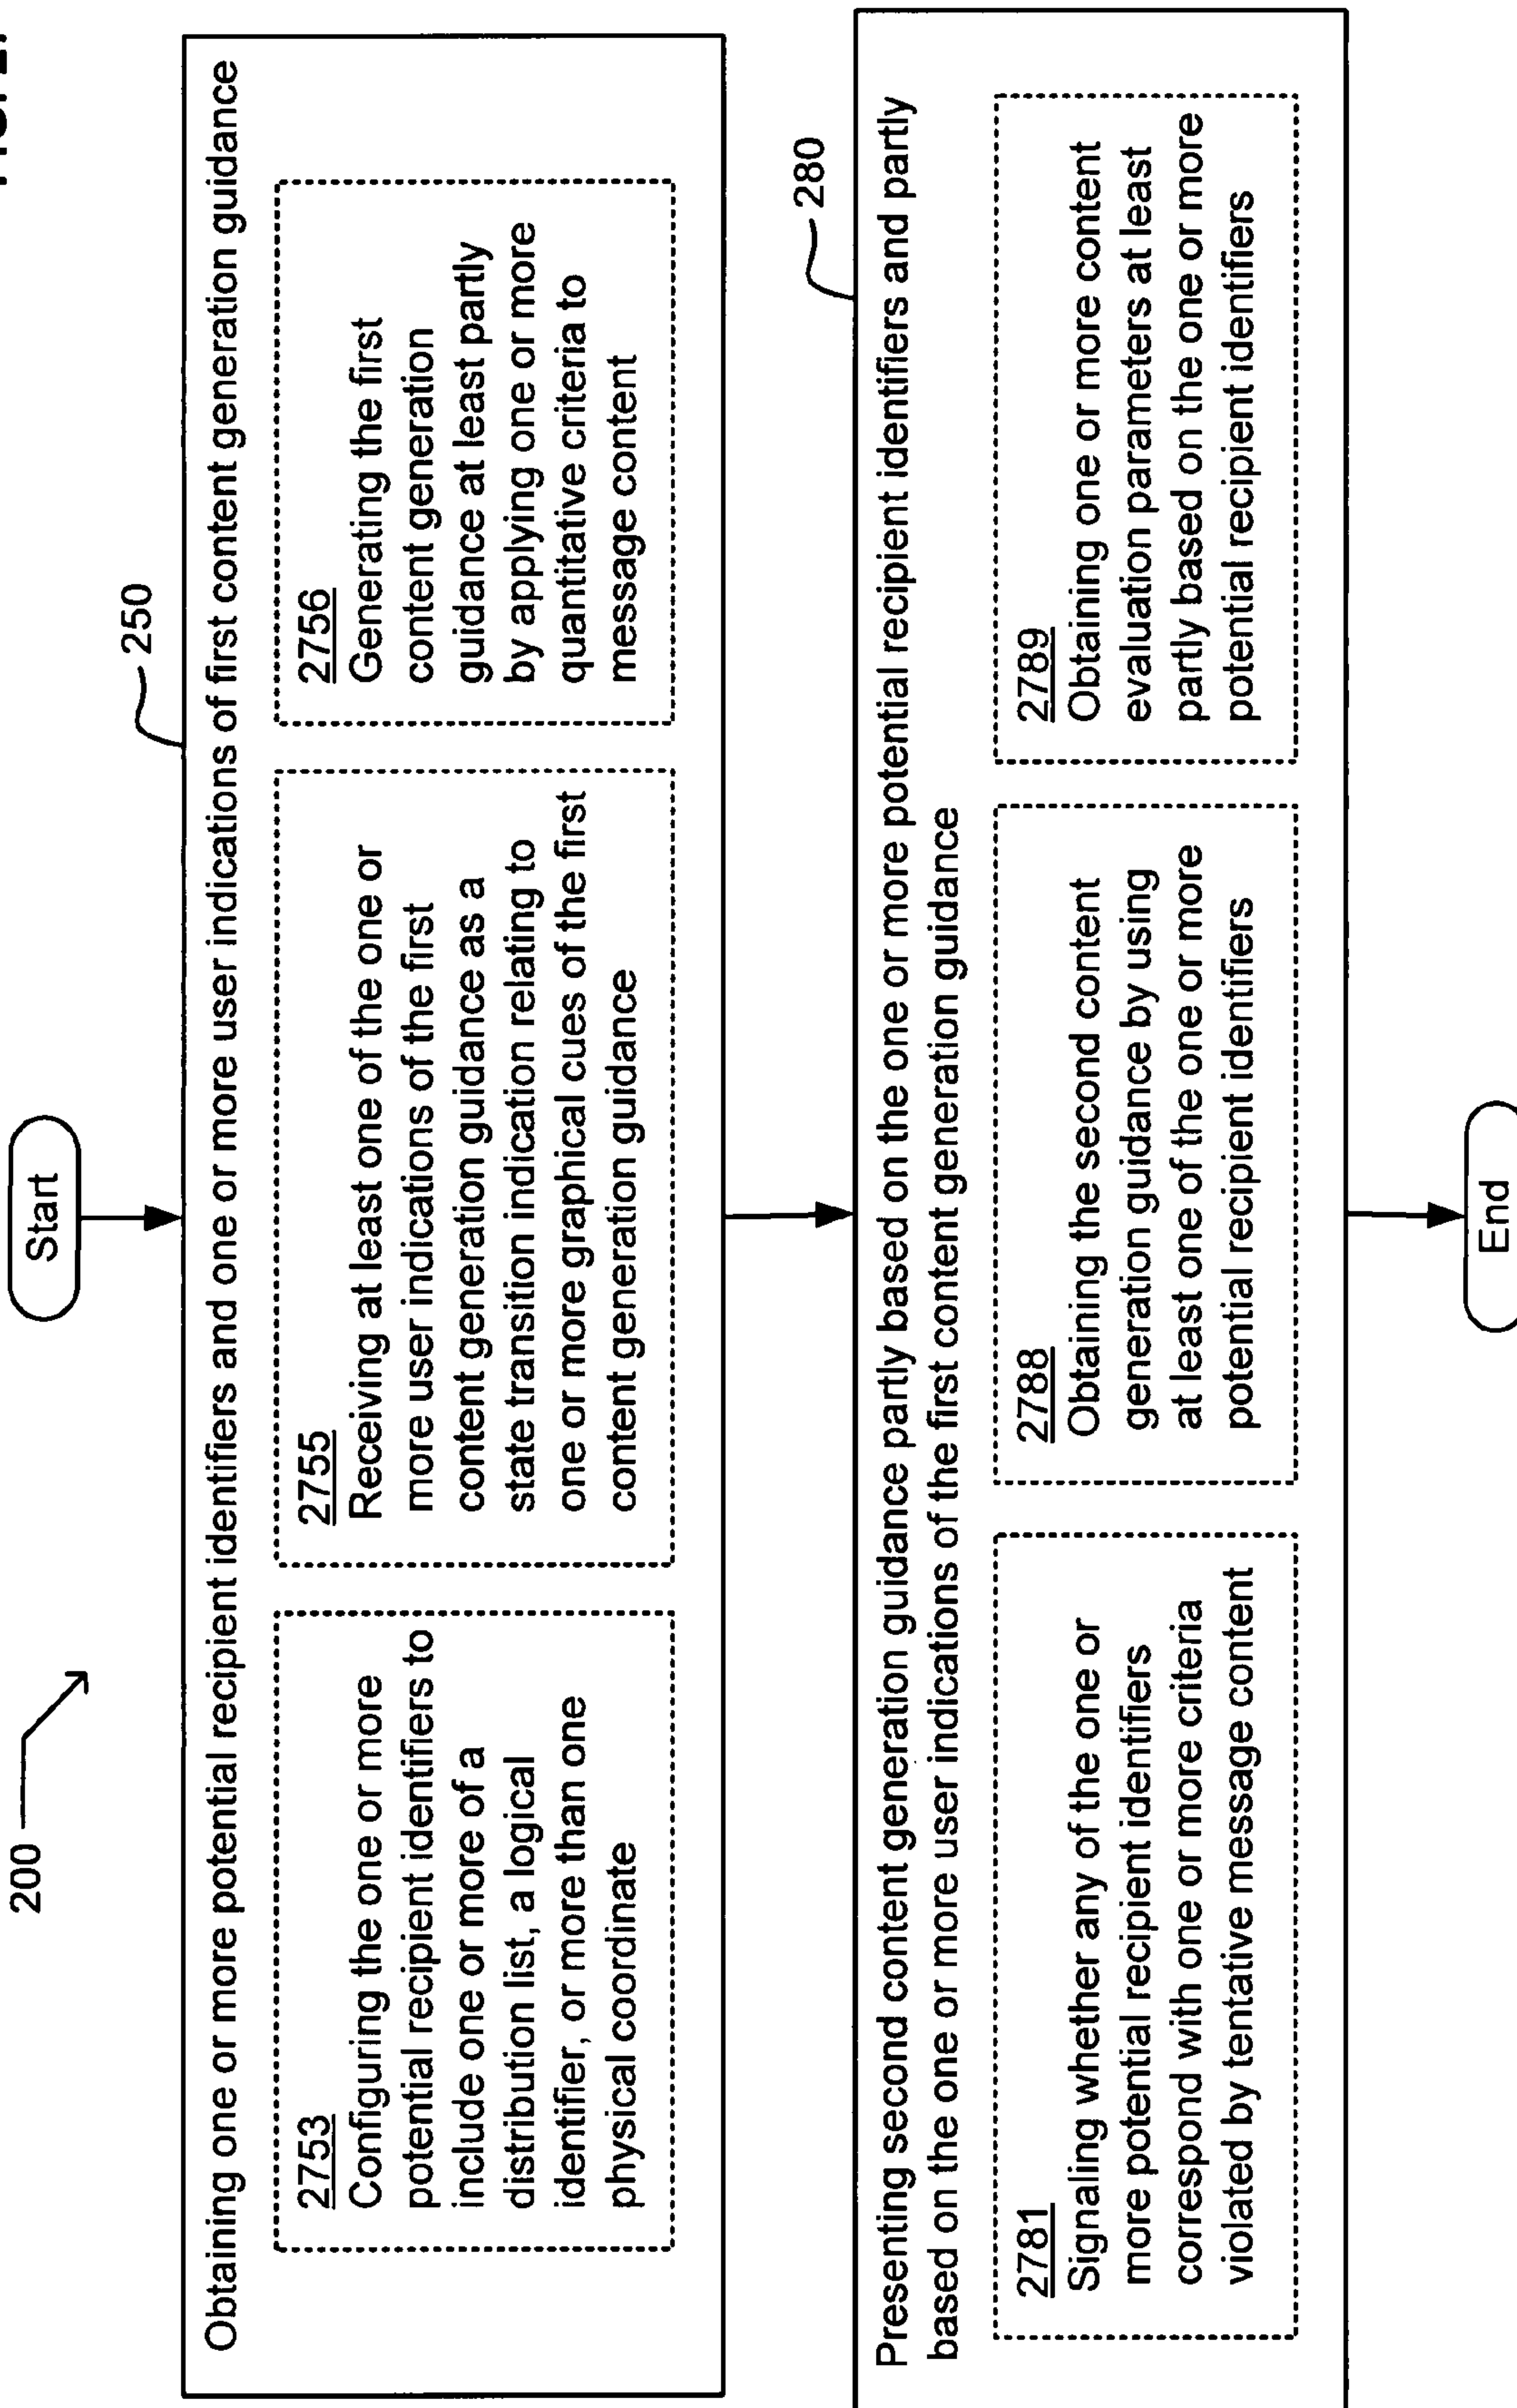 200
Start
250
Obtaining one or more potential recipient identifiers and one or more user indications of first content generation guidance
2753
Configuring the one or more
potential recipient identifiers to
include one or more of a
distribution list, a logical
identifier, or more than one
physical coordinate
2755
Receiving at least one of the one or
more user indications of the first
content generation guidance as a
state transition indication relating to
one or more graphical cues of the first
content generation guidance
2756
Generating the first
content generation
guidance at least partly
by applying one or more
quantitative criteria to
message content
280
Presenting second content generation guidance partly based on the one or more potential recipient identifiers and partly
based on the one or more user indications of the first content generation guidance
2781
Signaling whether any of the one or
more potential recipient identifiers
correspond with one or more criteria
violated by tentative message content
2788
Obtaining the second content
generation guidance by using
at least one of the one or more
potential recipient identifiers
2789
Obtaining one or more content
evaluation parameters at least
partly based on the one or more
potential recipient identifiers
End